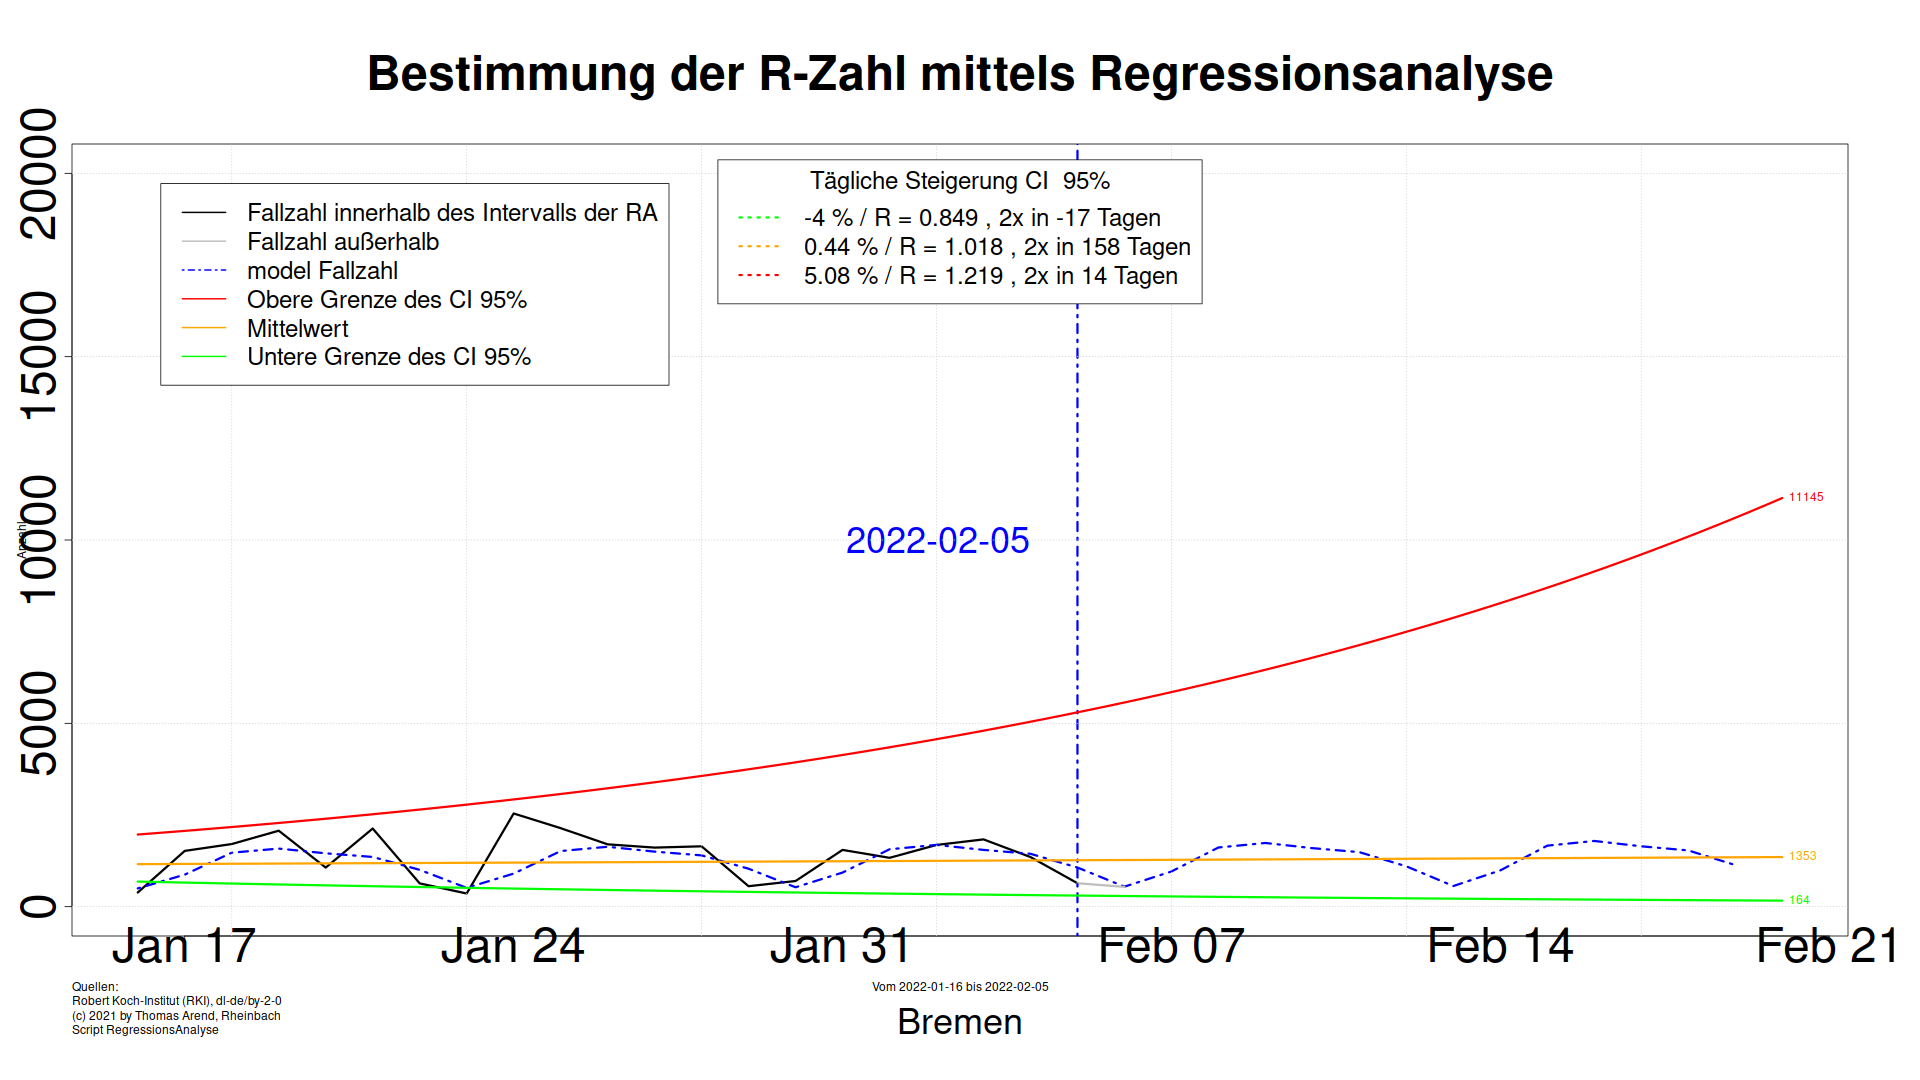 Bestimmung der R-Zahl mittels Regressionsanalyse
20000
15000
10000
5000
0
Anzahl
Fallzahl innerhalb des Intervalls der RA
Fallzahl außerhalb
model Fallzahl
Obere Grenze des CI 95%
Mittelwert
Untere Grenze des CI 95%
Tägliche Steigerung CI  95%
-4 % / R = 0.849 , 2x in -17 Tagen
0.44 % / R = 1.018 , 2x in 158 Tagen
5.08 % / R = 1.219 , 2x in 14 Tagen
2022-02-05
11145
1353
164
Jan 17 Jan 24 Jan 31 Feb 07 Feb 14 Feb 21
Quellen:
Robert Koch-Institut (RKI), dl-de/by-2-0
(c) 2021 by Thomas Arend, Rheinbach
Script RegressionsAnalyse
Vom 2022-01-16 bis 2022-02-05
Bremen